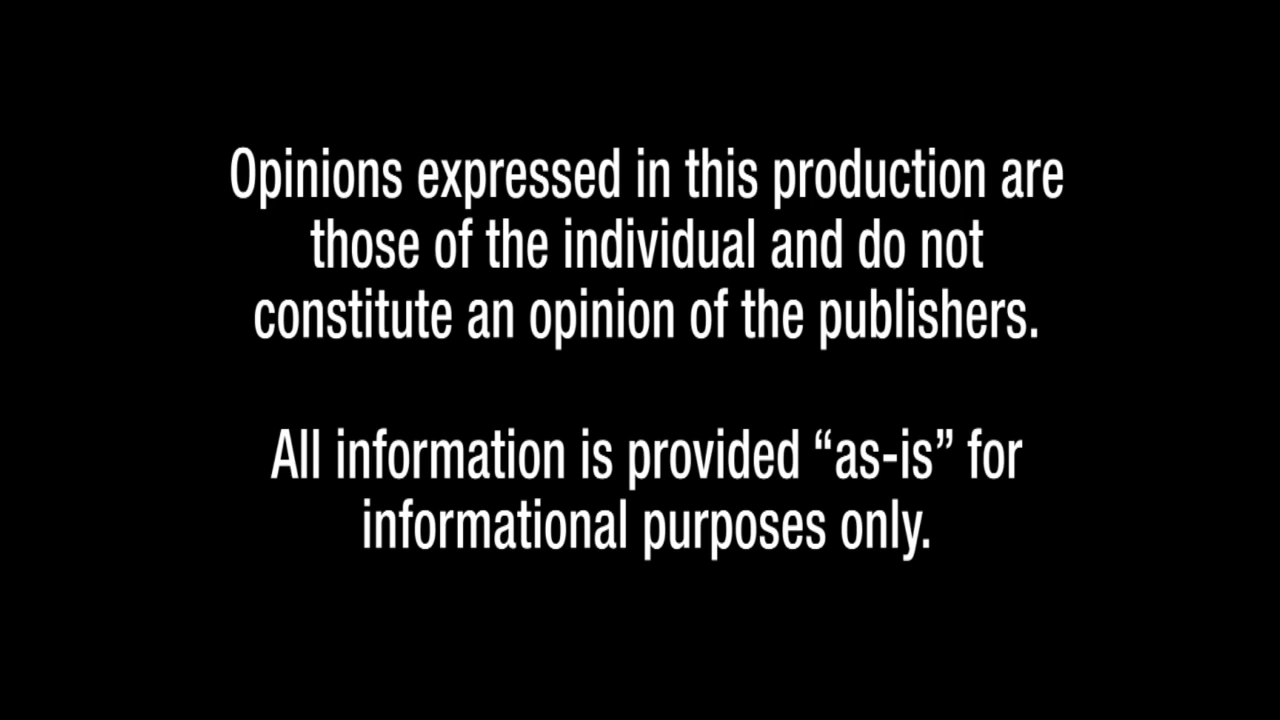 Opinions expressed in this production are
those of the individual and do not
constitute an opinion of the publishers.
All information is provided “as-is” for
informational purposes only.